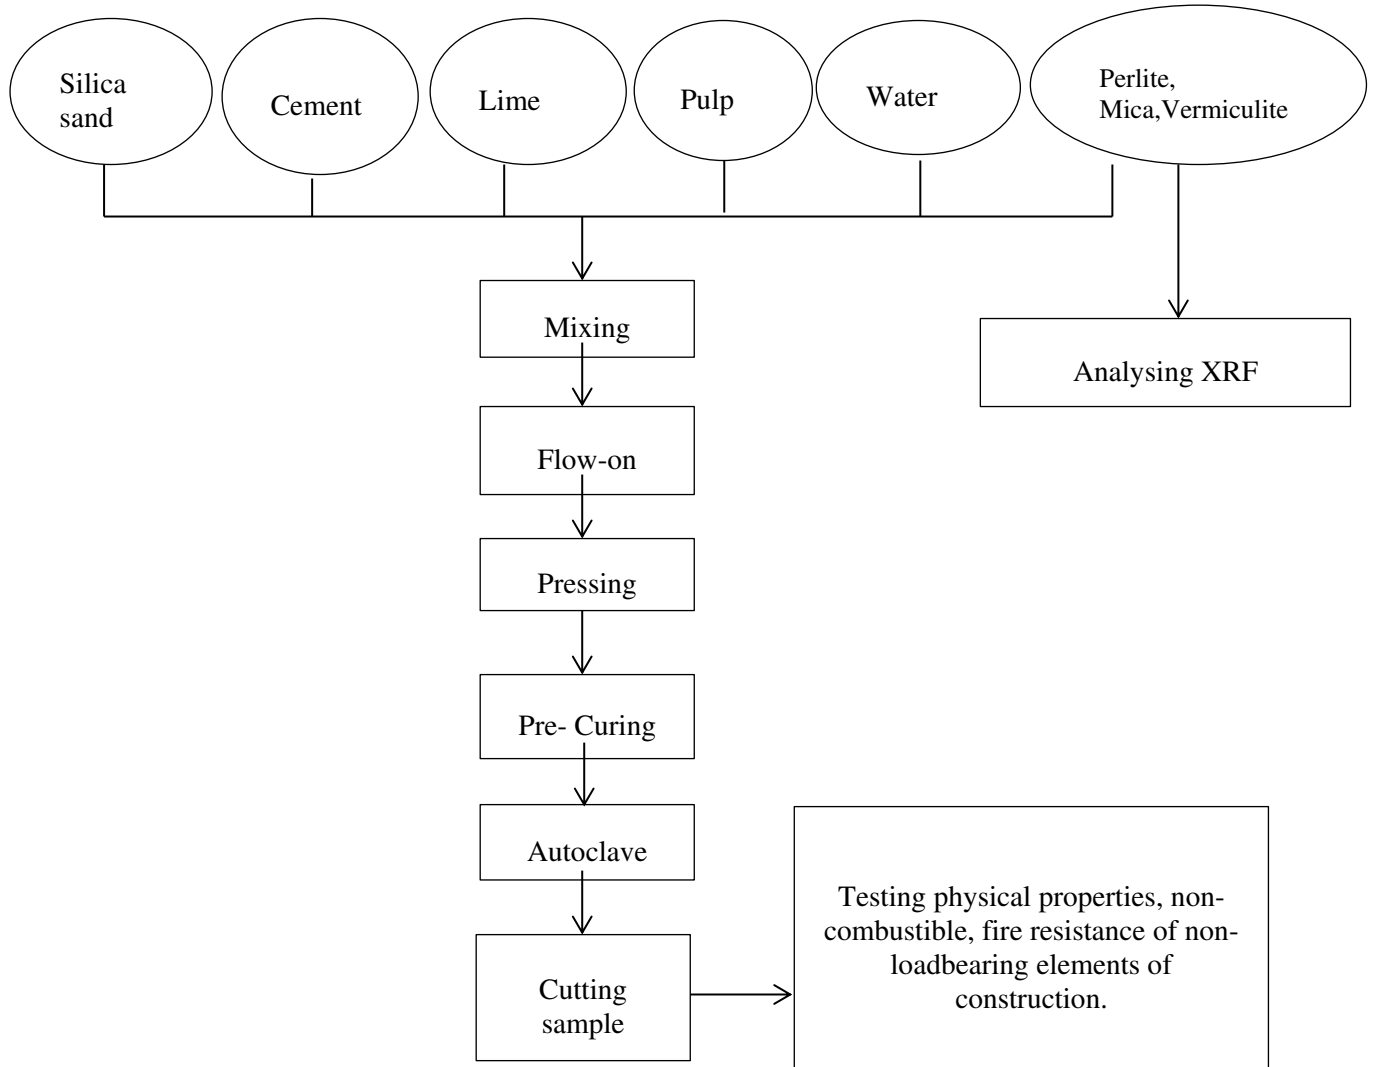 Silica
sand
Cement
Lime
Pulp
Water
Perlite,
Mica,Vermiculite
Mixing
Analysing XRF
Flow-on
Pressing
Pre- Curing
Autoclave
Cutting
sample
Testing physical properties, non-
combustible, fire resistance of non-
loadbearing elements of
construction.